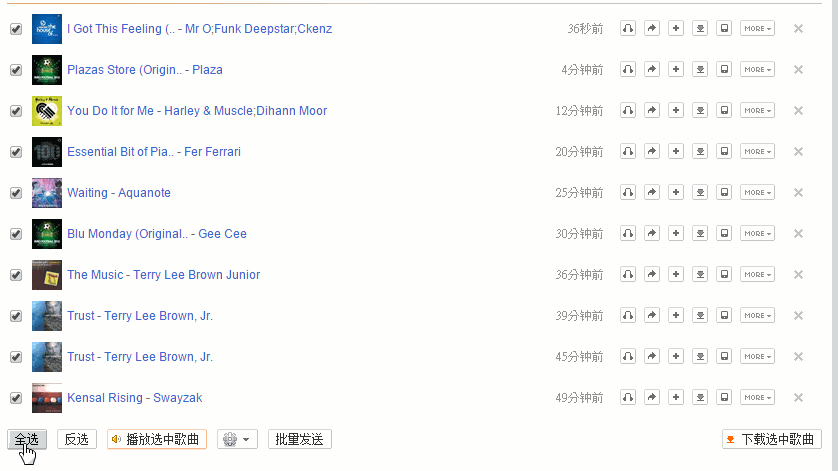 I Got This Feeling (.. - Mr O;Funk Deepstar;Ckenz 36秒前 MORE
Plazas Store (Origin.. - Plaza 4分钟前 MORE
You Do It for Me - Harley & Muscle;Dihann Moor 12分钟前 MORE
Essential Bit of Pia.. - Fer Ferrari 20分钟前 MORE
Waiting - Aquanote 25分钟前 MORE
Blu Monday (Original.. - Gee Cee 30分钟前 MORE
The Music - Terry Lee Brown Junior 36分钟前 MORE
Trust - Terry Lee Brown, Jr. 39分钟前 MORE
Trust - Terry Lee Brown, Jr. 45分钟前 MORE
Kensal Rising - Swayzak 49分钟前 MORE
全选 反选 播放选中歌曲 批量发送 下载选中歌曲